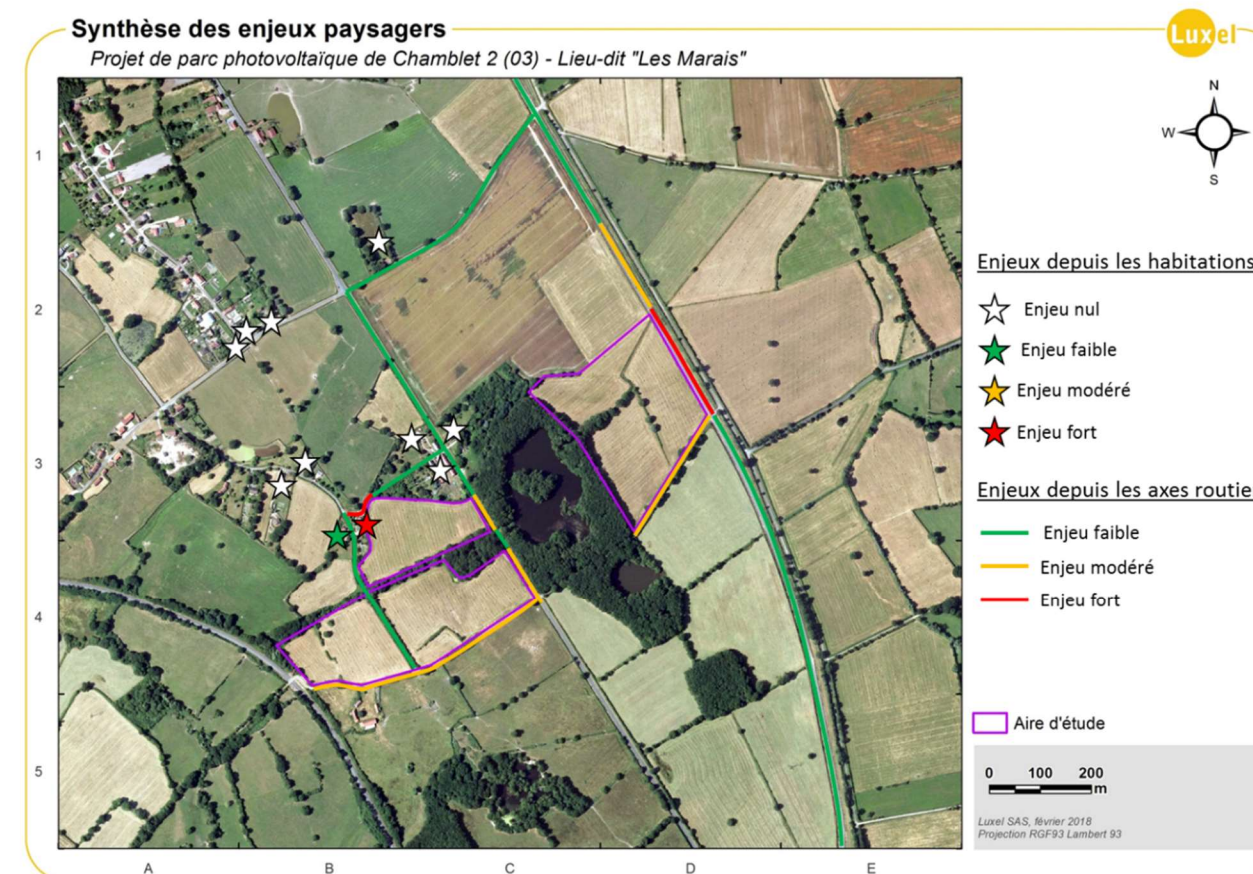 Synthèse des enjeux paysagers
Projet de parc photovoltaïque de Chamblet 2 (03) - Lieu-dit "Les Marais"
Luxel
N
W
S
1
2
3
4
5
A
B
C
D
E
Enjeux depuis les habitations
Enjeu nul
Enjeu faible
Enjeu modéré
Enjeu fort
Enjeux depuis les axes routie
Enjeu faible
Enjeu modéré
Enjeu fort
Aire d'étude
0 100 200
m
Luxel SAS, février 2018
Projection RGF93 Lambert 93